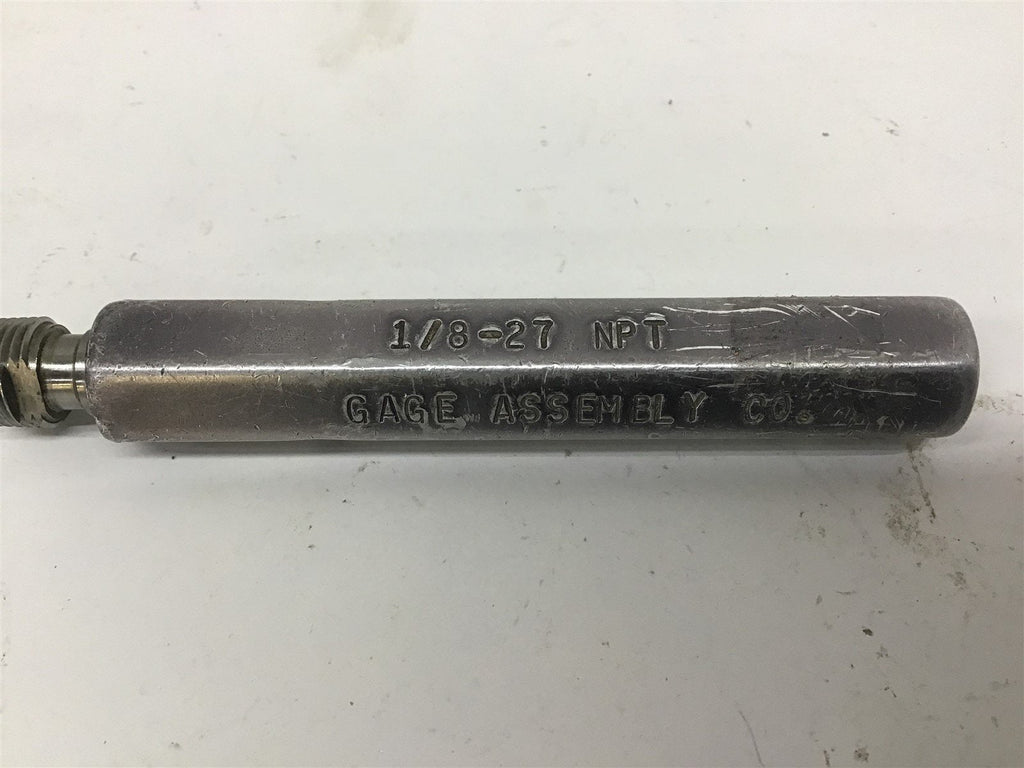 1/8-27 NPT
GAGE ASSEMBLY CO.